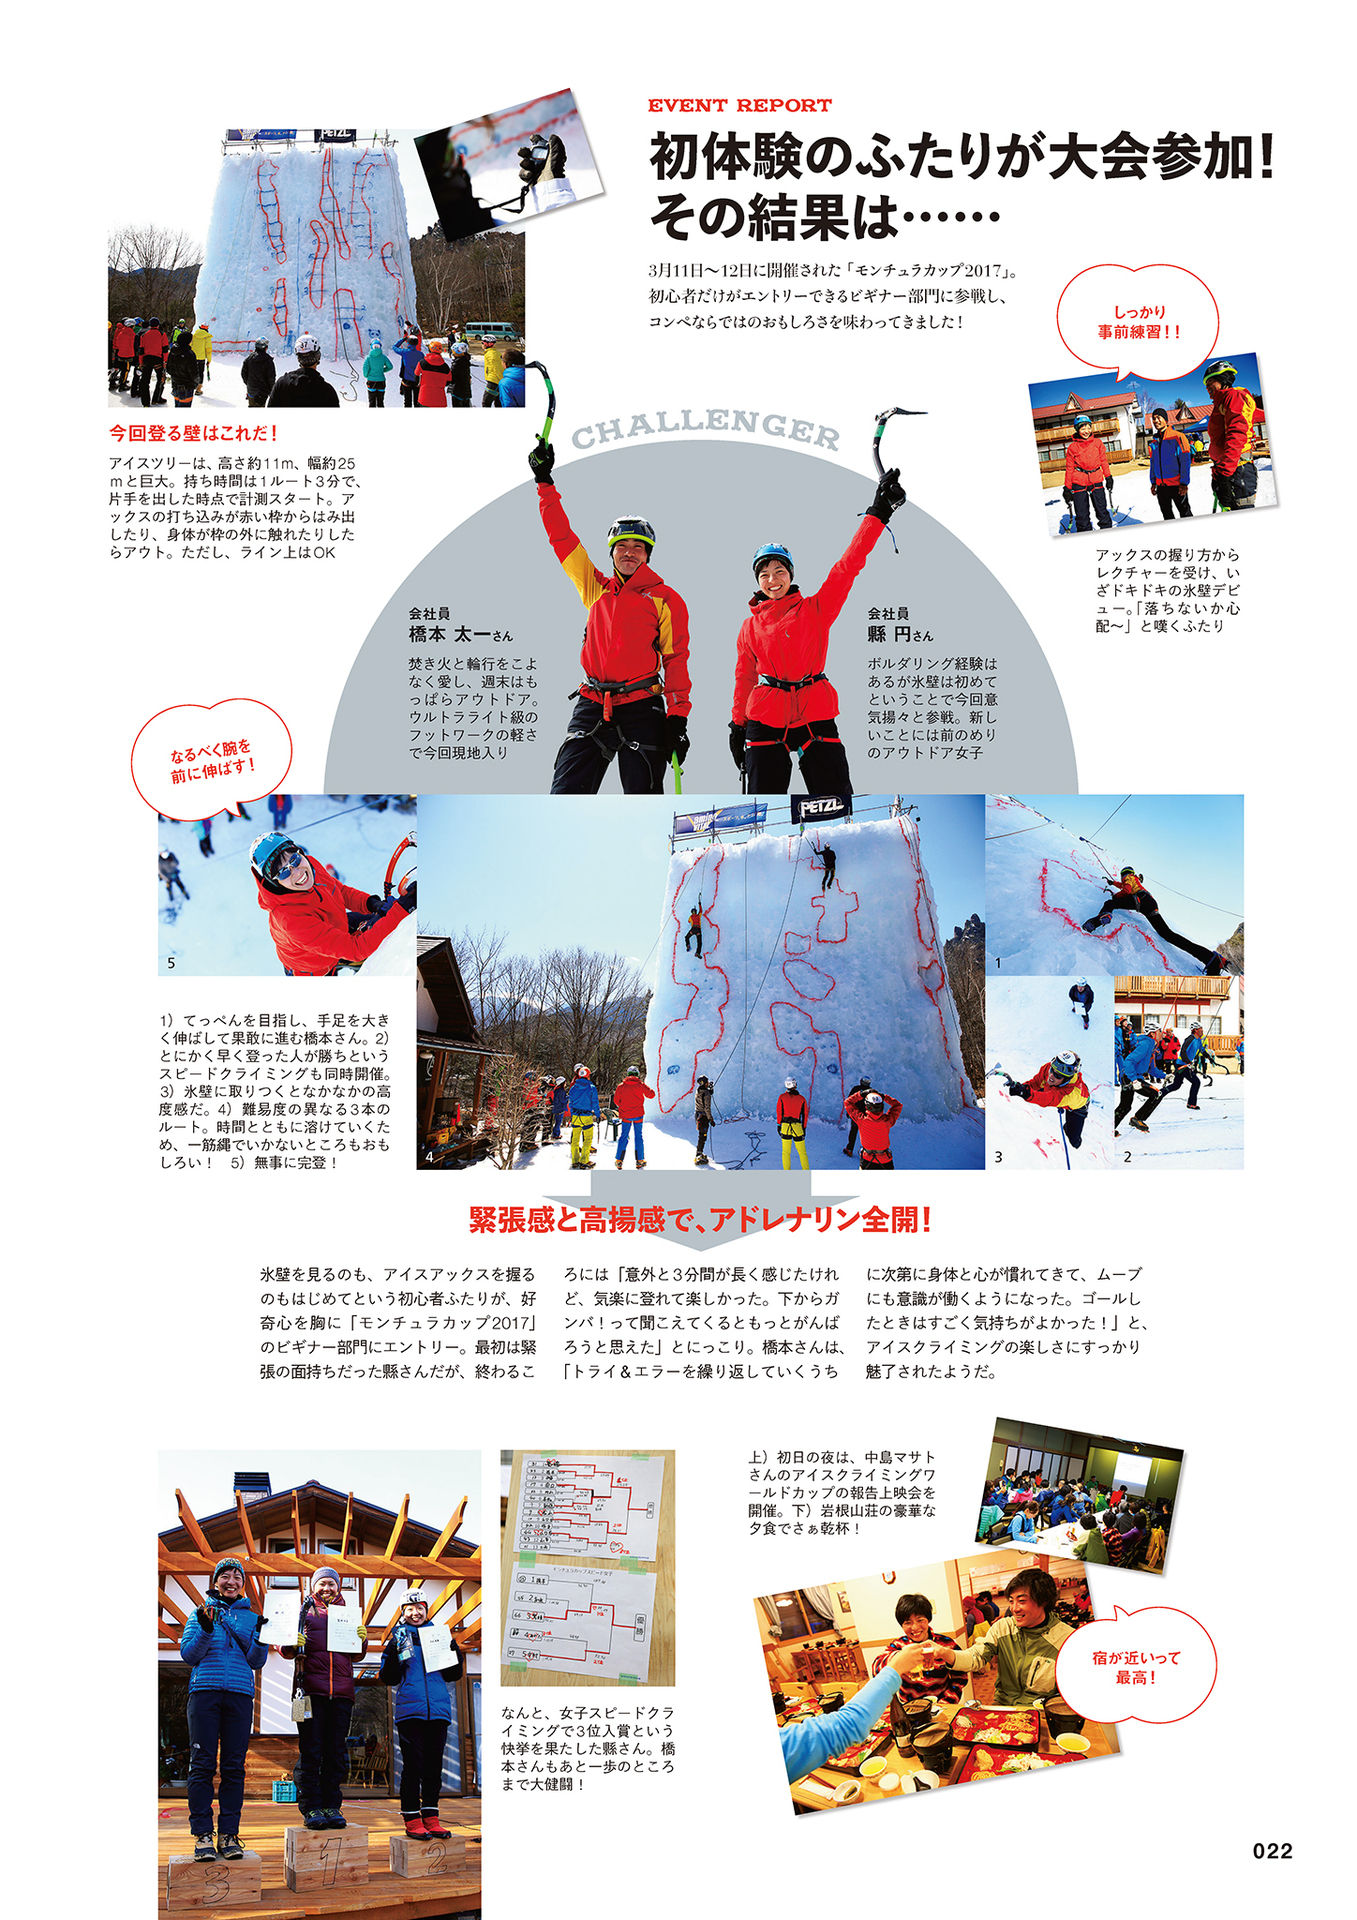 EVENT REPORT
初体験のふたりが大会参加!
その結果は……
3月11日〜12日に開催された「モンチュラカップ2017」。
初心者だけがエントリーできるビギナー部門に参戦し、
コンペならではのおもしろさを味わってきました!
PETZL
今回登る壁はこれだ!
アイスツリーは、高さ約11m、幅約25
mと巨大。持ち時間は1ルート3分で、
片手を出した時点で計測スタート。ア
ックスの打ち込みが赤い枠からはみ出
したり、身体が枠の外に触れたりした
らアウト。ただし、ライン上はOK
しっかり
事前練習!!
アックスの握り方から
レクチャーを受け、い
ざドキドキの氷壁デビ
ュー。「落ちないか心
配〜」と嘆くふたり
CHALLENGER
会社員
橋本 太一さん
焚き火と輪行をこよ
なく愛し、週末はも
っぱらアウトドア。
ウルトラライト級の
フットワークの軽さ
で今回現地入り
会社員
縣 円さん
ボルダリング経験は
あるが氷壁は初めて
ということで今回意
気揚々と参戦。新し
いことには前のめり
のアウトドア女子
なるべく腕を
前に伸ばす!
5
PETZL
4
1
3
2
1）てっぺんを目指し、手足を大き
く伸ばして果敢に進む橋本さん。2）
とにかく早く登った人が勝ちという
スピードクライミングも同時開催。
3）氷壁に取りつくとなかなかの高
度感だ。4）難易度の異なる3本の
ルート。時間とともに溶けていくた
め、一筋縄でいかないところもおも
しろい! 5）無事に完登!
緊張感と高揚感で、アドレナリン全開!
氷壁を見るのも、アイスアックスを握る
のもはじめてという初心者ふたりが、好
奇心を胸に「モンチュラカップ2017」
のビギナー部門にエントリー。最初は緊
張の面持ちだった縣さんだが、終わるこ
ろには「意外と3分間が長く感じたけれ
ど、気楽に登れて楽しかった。下からガ
ンバ!って聞こえてくるともっとがんば
ろうと思えた」とにっこり。橋本さんは、
「トライ&エラーを繰り返していくうち
に次第に身体と心が慣れてきて、ムーブ
にも意識が働くようになった。ゴールし
たときはすごく気持ちがよかった!」と、
アイスクライミングの楽しさにすっかり
魅了されたようだ。
3
1
2
モンチュラカップスピード女子
優勝
なんと、女子スピードクラ
イミングで3位入賞という
快挙を果たした縣さん。橋
本さんもあと一歩のところ
まで大健闘!
上）初日の夜は、中島マサト
さんのアイスクライミングワ
ールドカップの報告上映会を
開催。下）岩根山荘の豪華な
夕食でさぁ乾杯!
宿が近いって
最高!
022